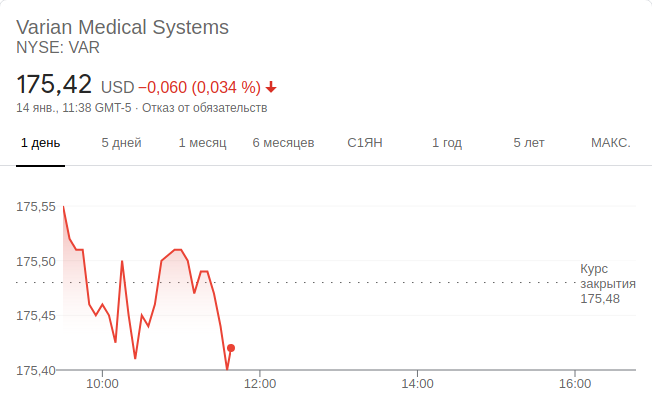 Varian Medical Systems
NYSE: VAR
175,42 USD −0,060 (0,034 %)
14 янв., 11:38 GMT-5 · Отказ от обязательств
1 день 5 дней 1 месяц 6 месяцев С1ЯН 1 год 5 лет МАКС.
175,55
175,50
Курс
закрытия
175,48
175,45
175,40
10:00 12:00 14:00 16:00